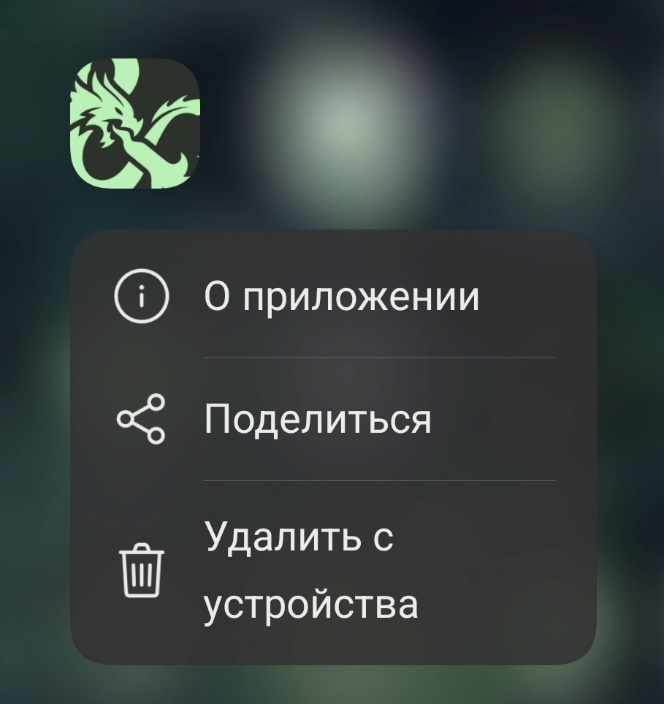 О приложении
Поделиться
Удалить с
устройства